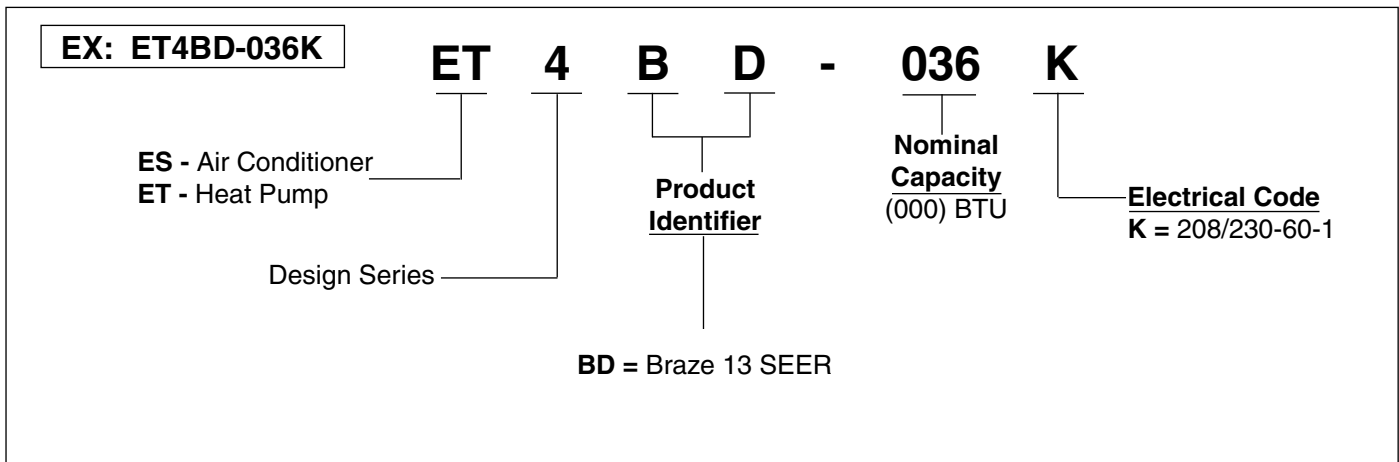 EX: ET4BD-036K
ET 4 B D - 036 K
ES - Air Conditioner
ET - Heat Pump
Design Series
Product
Identifier
BD = Braze 13 SEER
Nominal
Capacity
(000) BTU
Electrical Code
K = 208/230-60-1